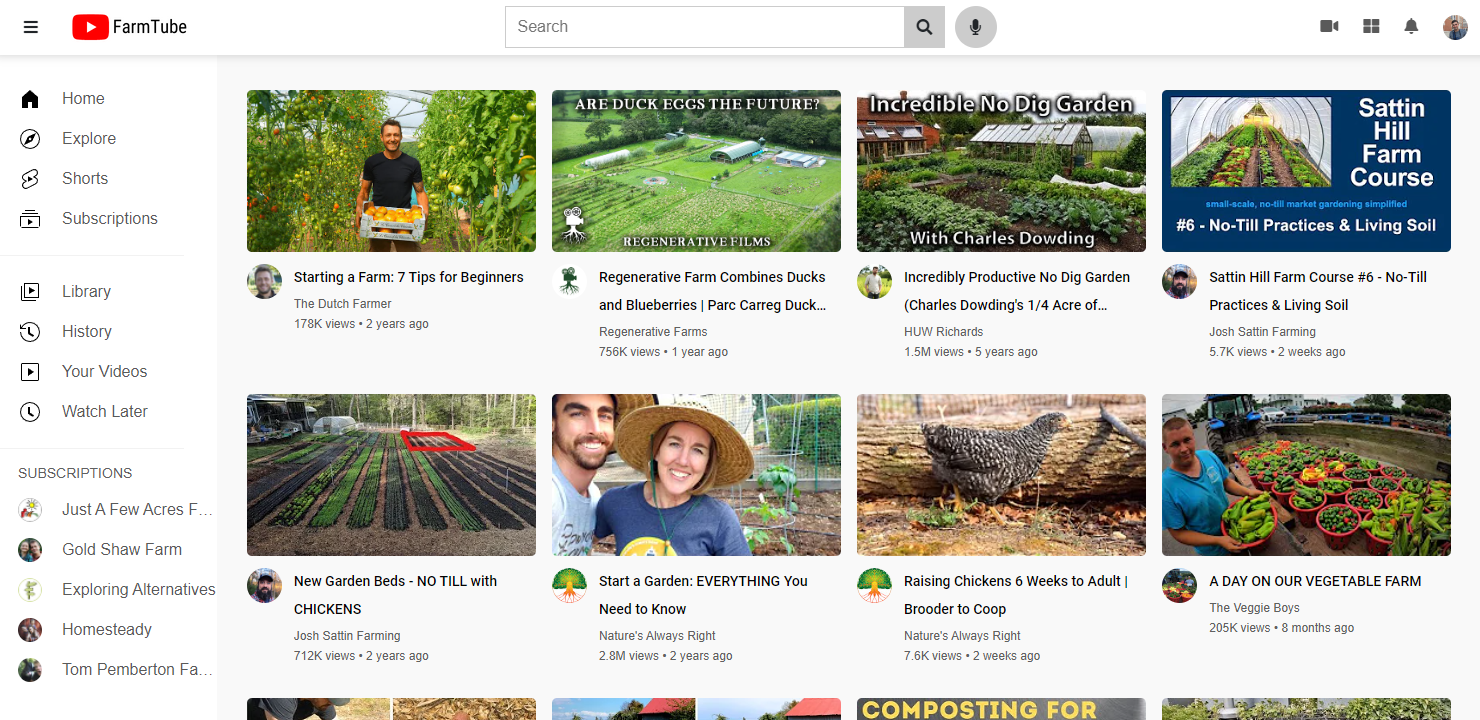 FarmTube
Search
Home
Explore
Shorts
Subscriptions
Library
History
Your Videos
Watch Later
SUBSCRIPTIONS
Just A Few Acres F...
Gold Shaw Farm
Exploring Alternatives
Homesteady
Tom Pemberton Fa...
Starting a Farm: 7 Tips for Beginners
The Dutch Farmer
178K views • 2 years ago
ARE DUCK EGGS THE FUTURE?
REGENERATIVE FILMS
Regenerative Farm Combines Ducks
and Blueberries | Parc Carreg Duck...
Regenerative Farms
756K views • 1 year ago
Incredible No Dig Garden
With Charles Dowding
Incredibly Productive No Dig Garden
(Charles Dowding's 1/4 Acre of...
HUW Richards
1.5M views • 5 years ago
Sattin
Hill
Farm
Course
small-scale, no-till market gardening simplified
#6 - No-Till Practices & Living Soil
Sattin Hill Farm Course #6 - No-Till
Practices & Living Soil
Josh Sattin Farming
5.7K views • 2 weeks ago
New Garden Beds - NO TILL with
CHICKENS
Josh Sattin Farming
712K views • 2 years ago
Start a Garden: EVERYTHING You
Need to Know
Nature's Always Right
2.8M views • 2 years ago
Raising Chickens 6 Weeks to Adult |
Brooder to Coop
Nature's Always Right
7.6K views • 2 weeks ago
A DAY ON OUR VEGETABLE FARM
The Veggie Boys
205K views • 8 months ago
COMPOSTING FOR